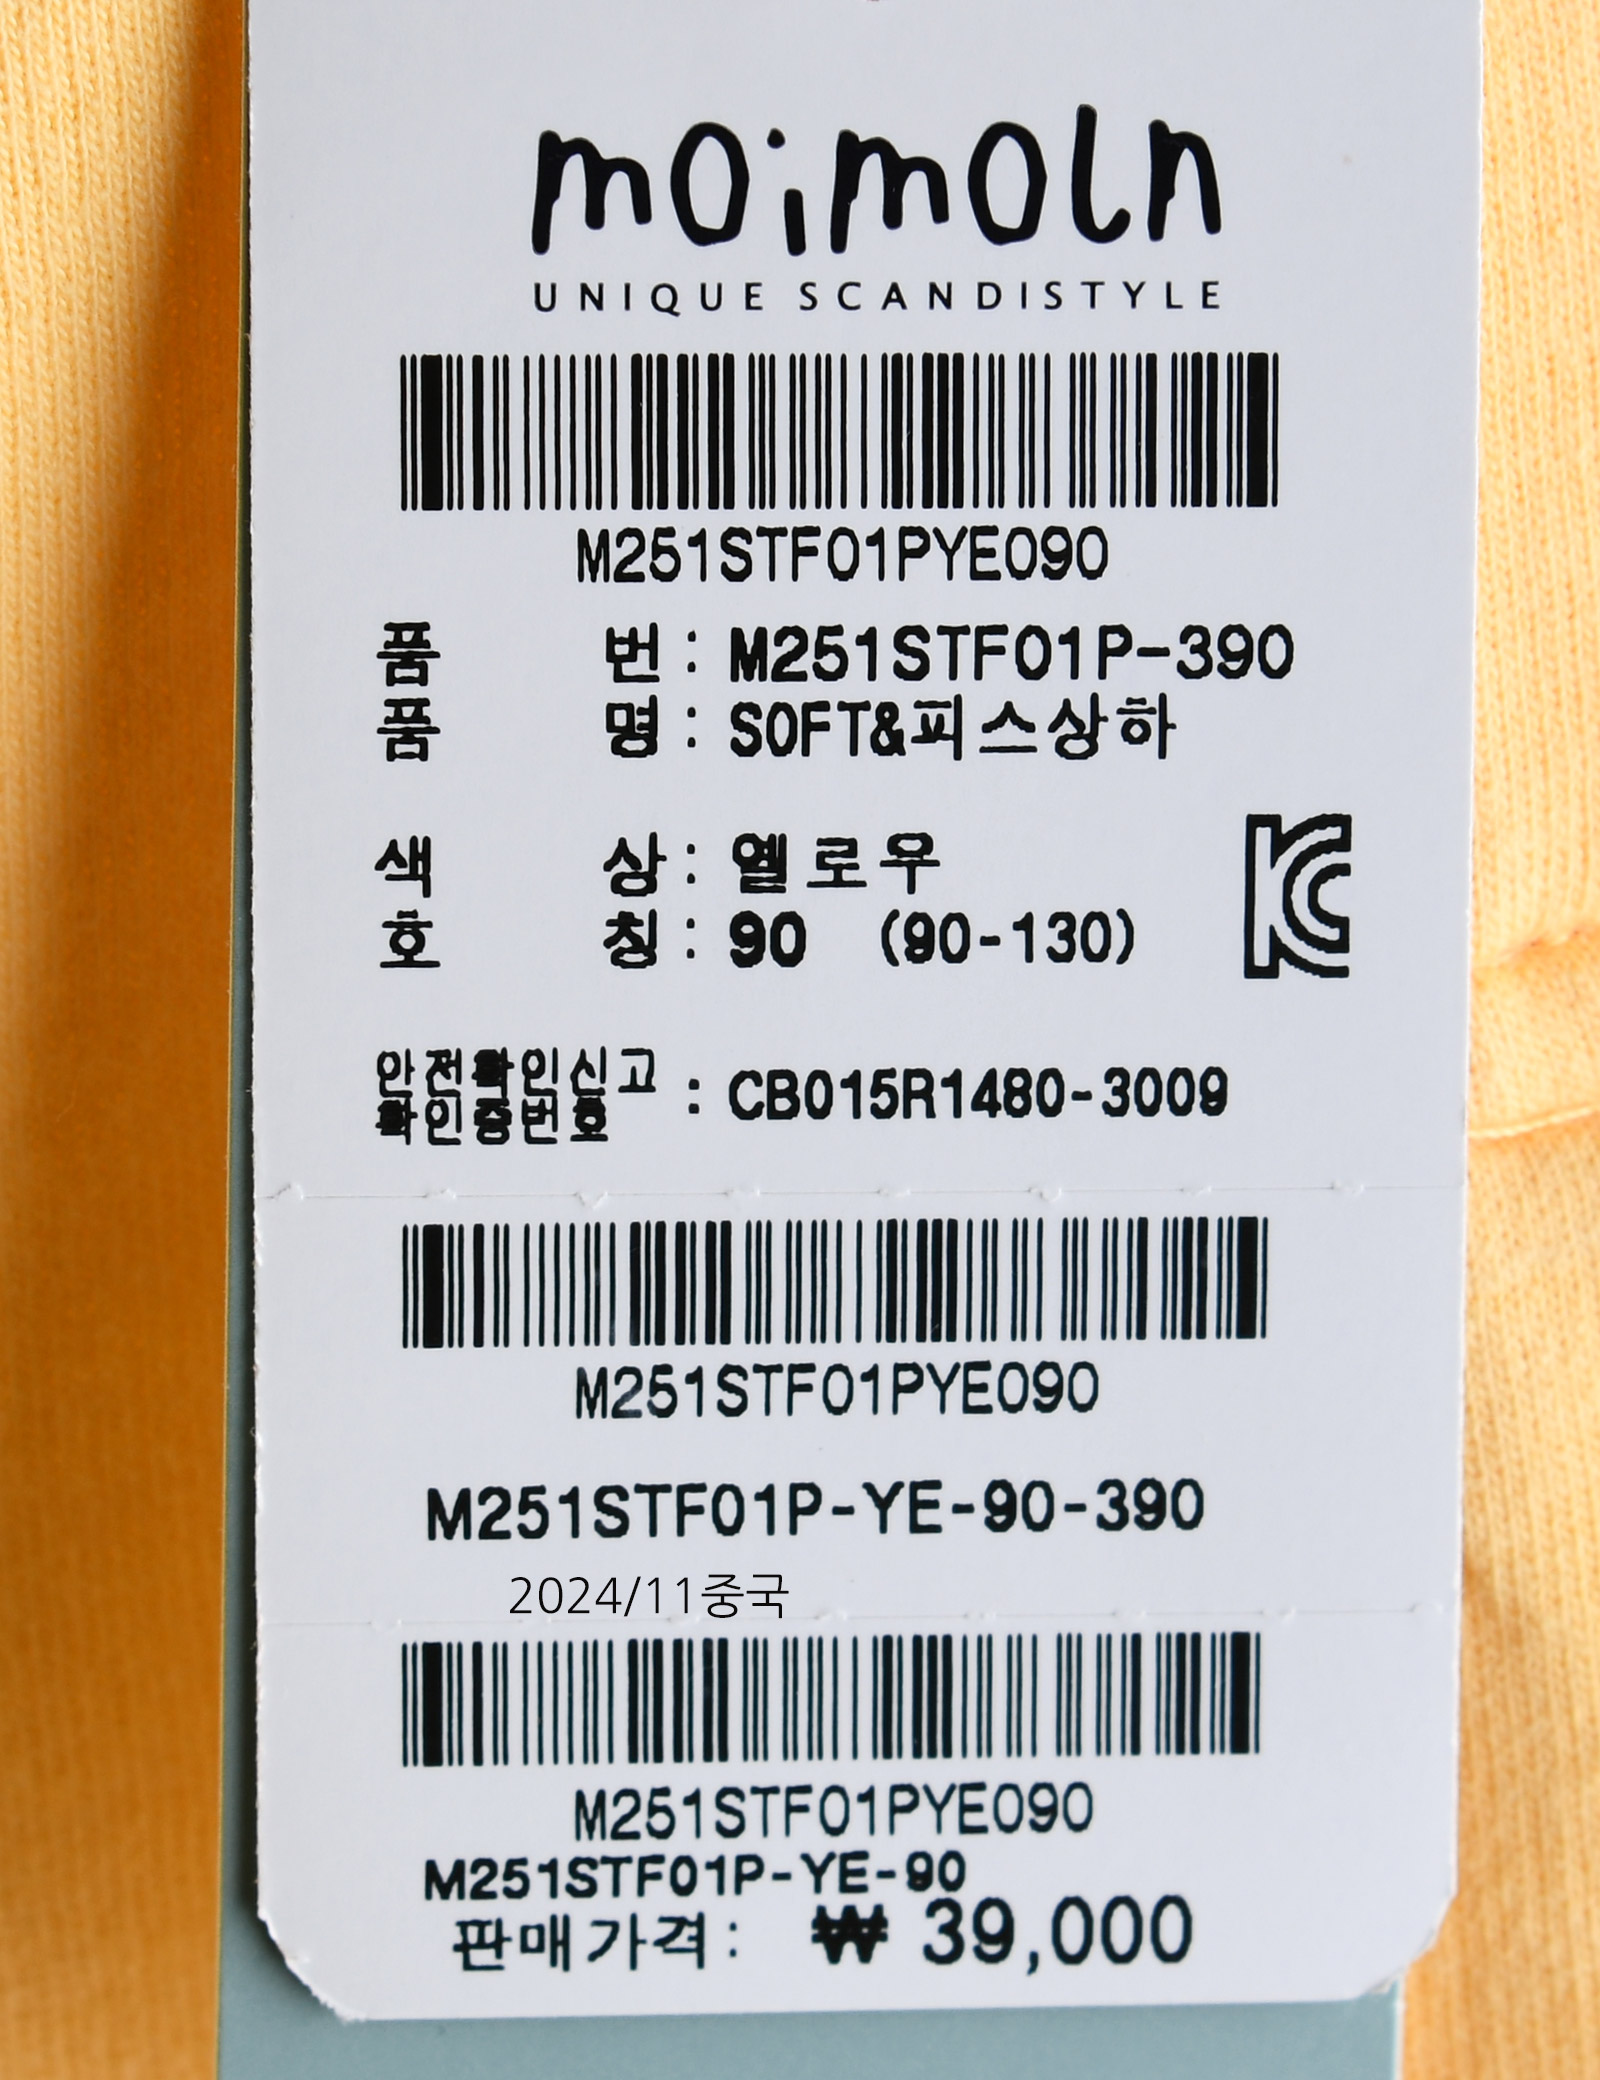 moimoln
UNIQUE SCANDISTYLE
M251STF01PYE090
품 번 : M251STF01P-390
품 명 : SOFT&피스상하
색 상 : 옐로우
호 칭 : 90 (90-130)
KC
안전확인신고
확인증번호 : CB015R1480-3009
M251STF01PYE090
M251STF01P-YE-90-390
2024/11중국
M251STF01PYE090
M251STF01P-YE-90
판매가격 : ₩ 39,000